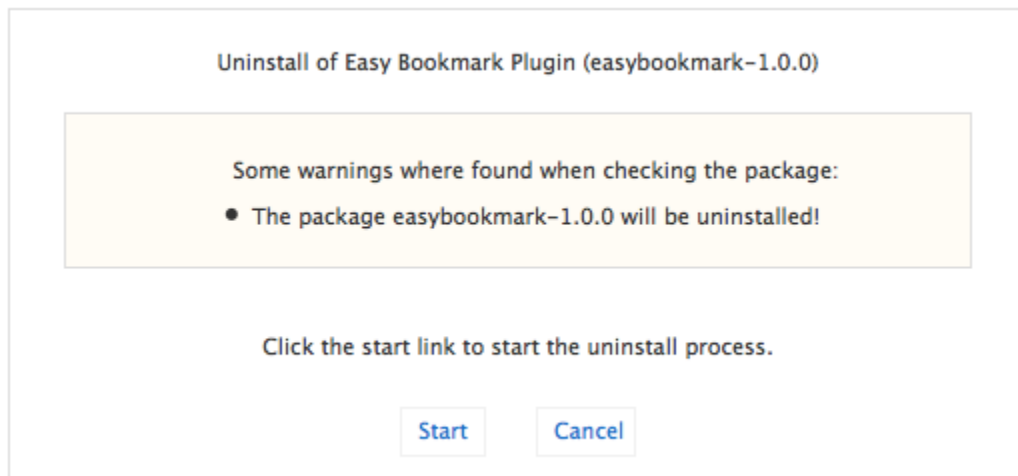 Uninstall of Easy Bookmark Plugin (easybookmark-1.0.0)
Some warnings where found when checking the package:
• The package easybookmark-1.0.0 will be uninstalled!
Click the start link to start the uninstall process.
Start Cancel